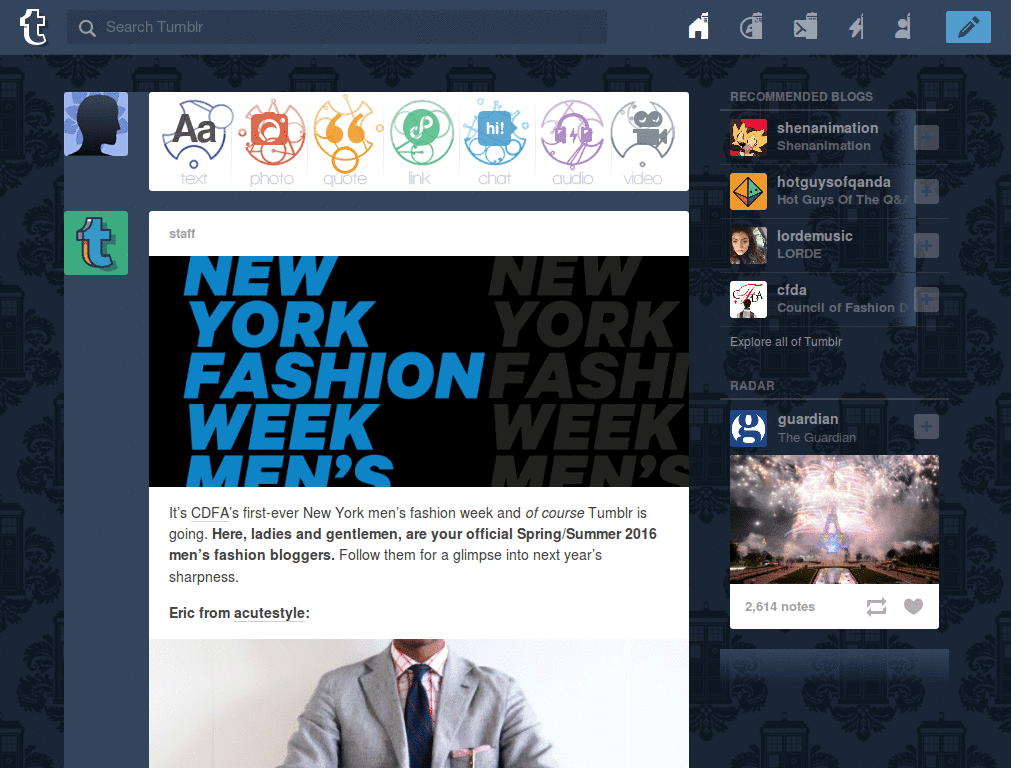 Search Tumblr
Aa
hi!
text photo quote link chat audio video
staff
NEW NEW
YORK YORK
FASHION FASHI
WEEK WEEK
MEN'S MEN'S
It's CDFA's first-ever New York men's fashion week and of course Tumblr is
going. Here, ladies and gentlemen, are your official Spring/Summer 2016
men's fashion bloggers. Follow them for a glimpse into next year's
sharpness.
Eric from acutestyle:
RECOMMENDED BLOGS
shenanimation
Shenanimation
hotguysofqanda
Hot Guys Of The Q&A
lordemusic
LORDE
cfda
CFDA
Council of Fashion D
Explore all of Tumblr
RADAR
guardian
The Guardian
2,614 notes